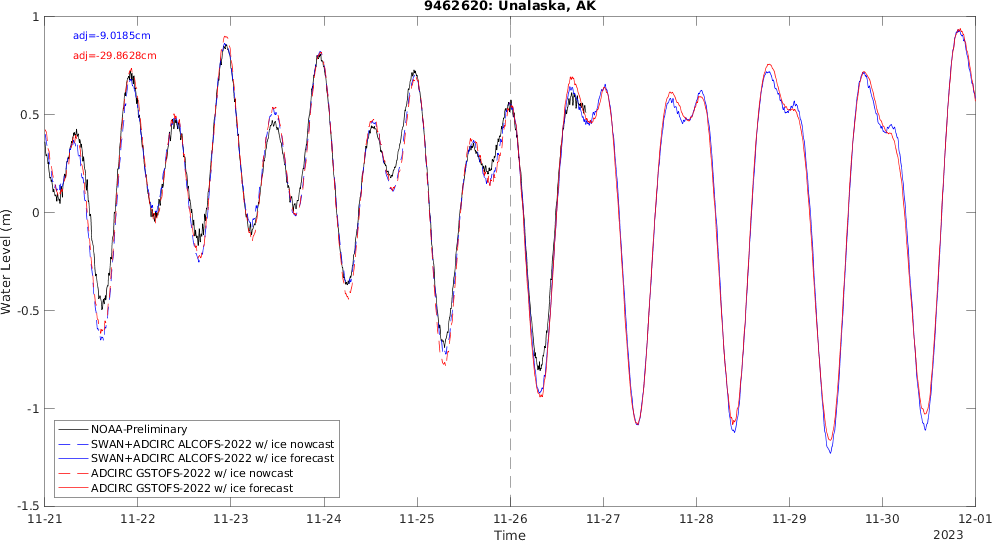 9462620: Unalaska, AK
adj=-9.0185cm
adj=-29.8628cm
Water Level (m)
1
0.5
0
-0.5
-1
-1.5
NOAA-Preliminary
SWAN+ADCIRC ALCOFS-2022 w/ ice nowcast
SWAN+ADCIRC ALCOFS-2022 w/ ice forecast
ADCIRC GSTOFS-2022 w/ ice nowcast
ADCIRC GSTOFS-2022 w/ ice forecast
11-21 11-22 11-23 11-24 11-25 11-26 11-27 11-28 11-29 11-30 12-01
Time
2023